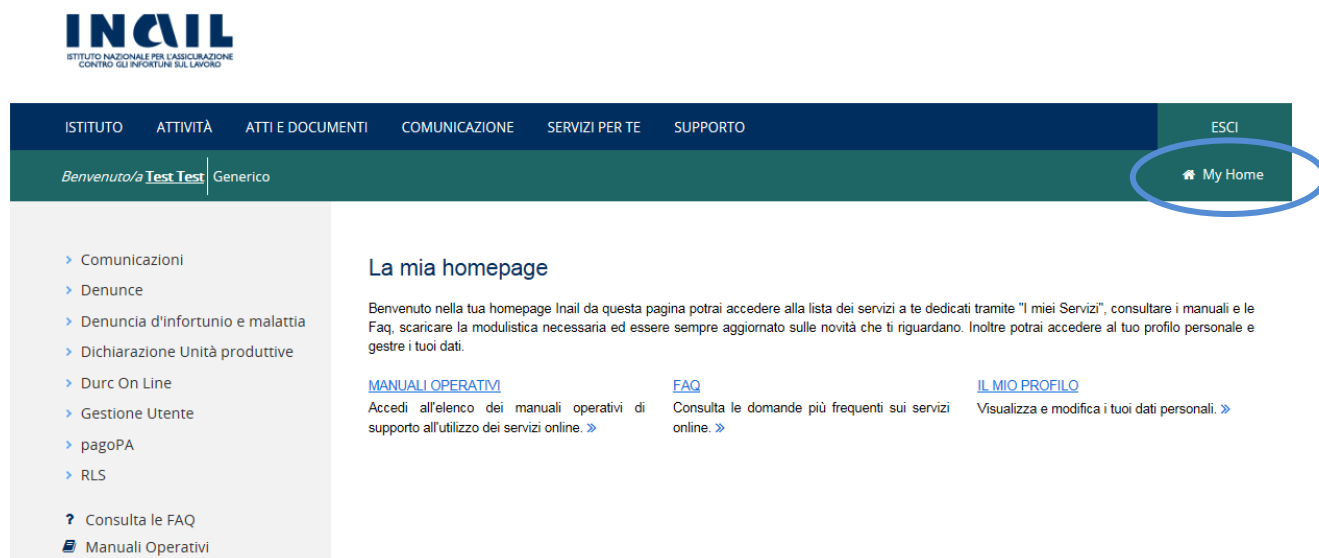 INAIL
ISTITUTO NAZIONALE PER L'ASSICURAZIONE
CONTRO GLI INFORTUNI SUL LAVORO
ISTITUTO ATTIVITÀ ATTI E DOCUMENTI COMUNICAZIONE SERVIZI PER TE SUPPORTO ESCI
Benvenuto/a Test Test Generico My Home
Comunicazioni
Denunce
Denuncia d'infortunio e malattia
Dichiarazione Unità produttive
Durc On Line
Gestione Utente
pagoPA
RLS
? Consulta le FAQ
Manuali Operativi
La mia homepage
Benvenuto nella tua homepage Inail da questa pagina potrai accedere alla lista dei servizi a te dedicati tramite "I miei Servizi", consultare i manuali e le
Faq, scaricare la modulistica necessaria ed essere sempre aggiornato sulle novità che ti riguardano. Inoltre potrai accedere al tuo profilo personale e
gestre i tuoi dati.
MANUALI OPERATIVI
Accedi all'elenco dei manuali operativi di
supporto all'utilizzo dei servizi online. »
FAQ
Consulta le domande più frequenti sui servizi
online. »
IL MIO PROFILO
Visualizza e modifica i tuoi dati personali. »